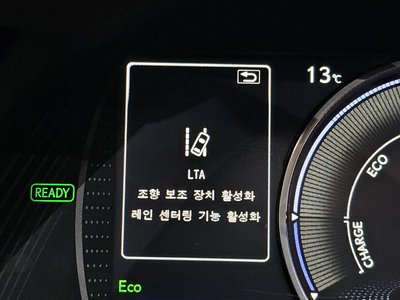 13℃
LTA
조향 보조 장치 활성화
레인 센터링 기능 활성화
READY
Eco
ECO
CHARGE